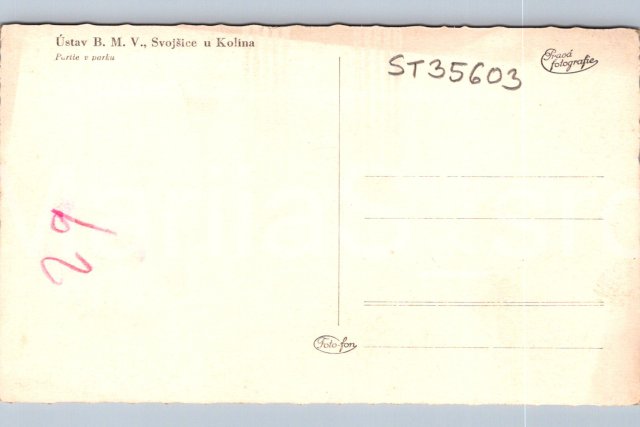 Ústav B. M. V., Svojšice u Kolína
Partie v parku
ST35603
Pravá
fotografie
29
Foto-fon